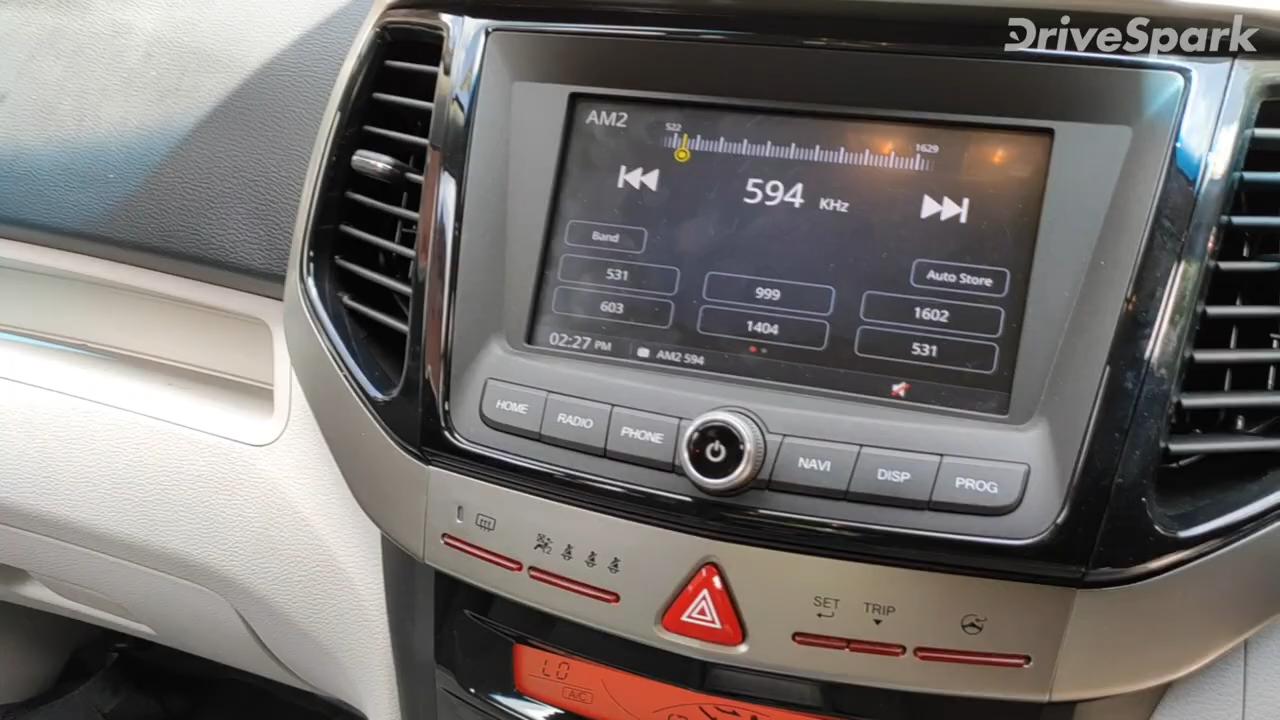 DriveSpark
AM2
522
1629
594 KHz
Band
Auto Store
531
999
1602
603
1404
531
02:27 PM
AM2 594
HOME
RADIO
PHONE
NAVI
DISP
PROG
SET
TRIP
LO
A/C